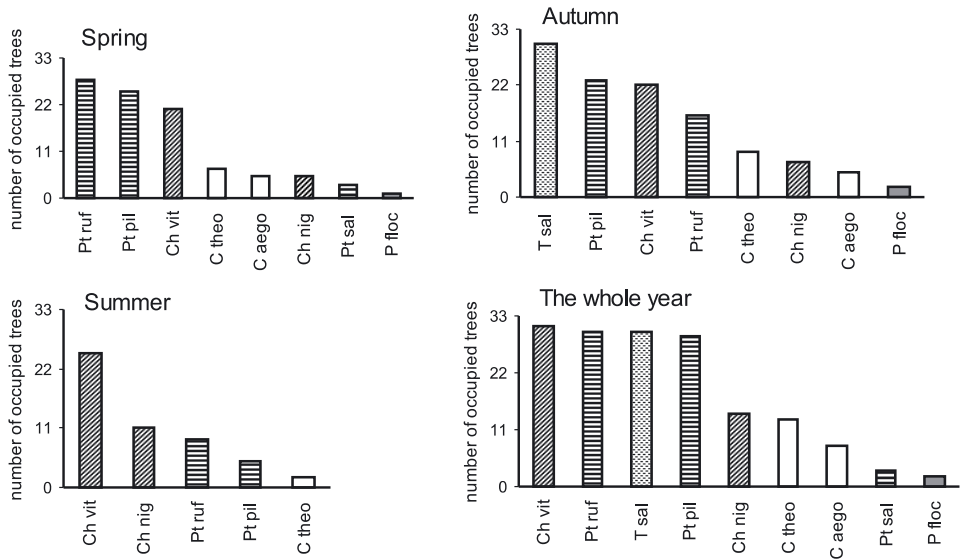 Spring
number of occupied trees
33
22
11
0
Pt ruf
Pt pil
Ch vit
C theo
C aego
Ch nig
Pt sal
P floc
Autumn
number of occupied trees
33
22
11
0
T sal
Pt pil
Ch vit
Pt ruf
C theo
Ch nig
C aego
P floc
Summer
number of occupied trees
33
22
11
0
Ch vit
Ch nig
Pt ruf
Pt pil
C theo
The whole year
number of occupied trees
33
22
11
0
Ch vit
Pt ruf
T sal
Pt pil
Ch nig
C theo
C aego
Pt sal
P floc